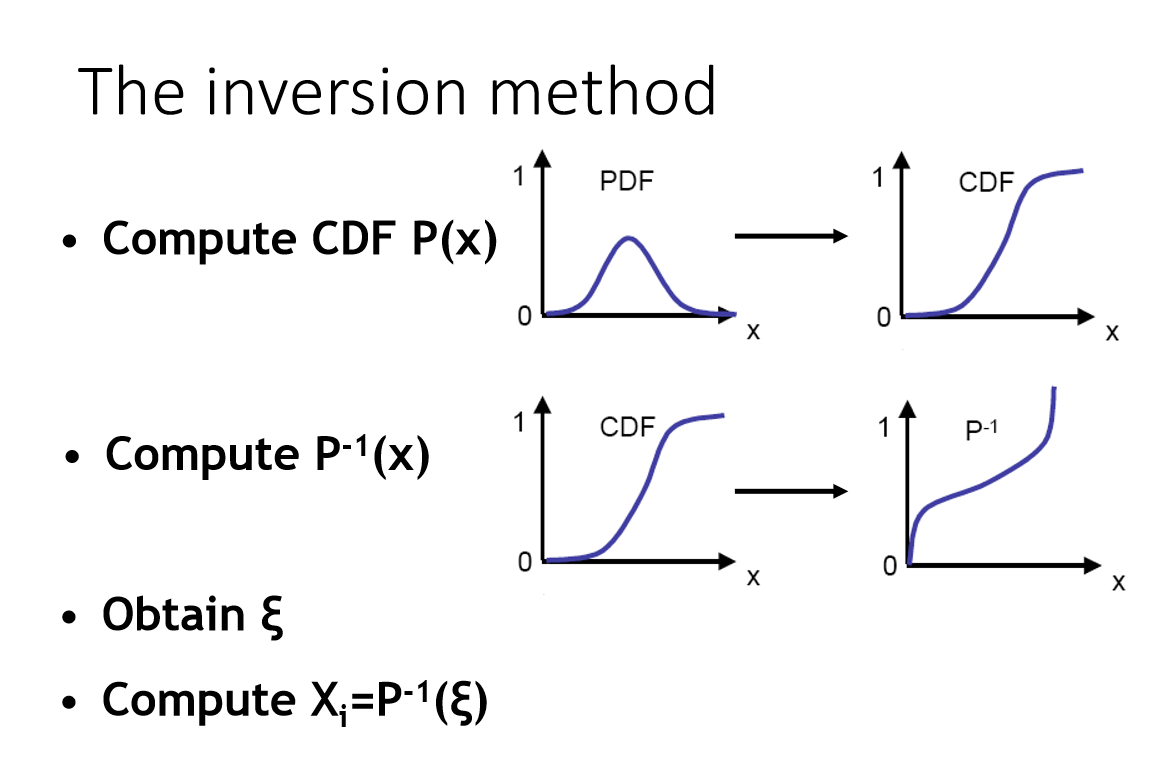 The inversion method
• Compute CDF P(x)
1
PDF
0
x
1
CDF
0
x
• Compute P⁻¹(x)
1
CDF
0
x
1
P⁻¹
0
x
• Obtain ξ
• Compute Xᵢ=P⁻¹(ξ)